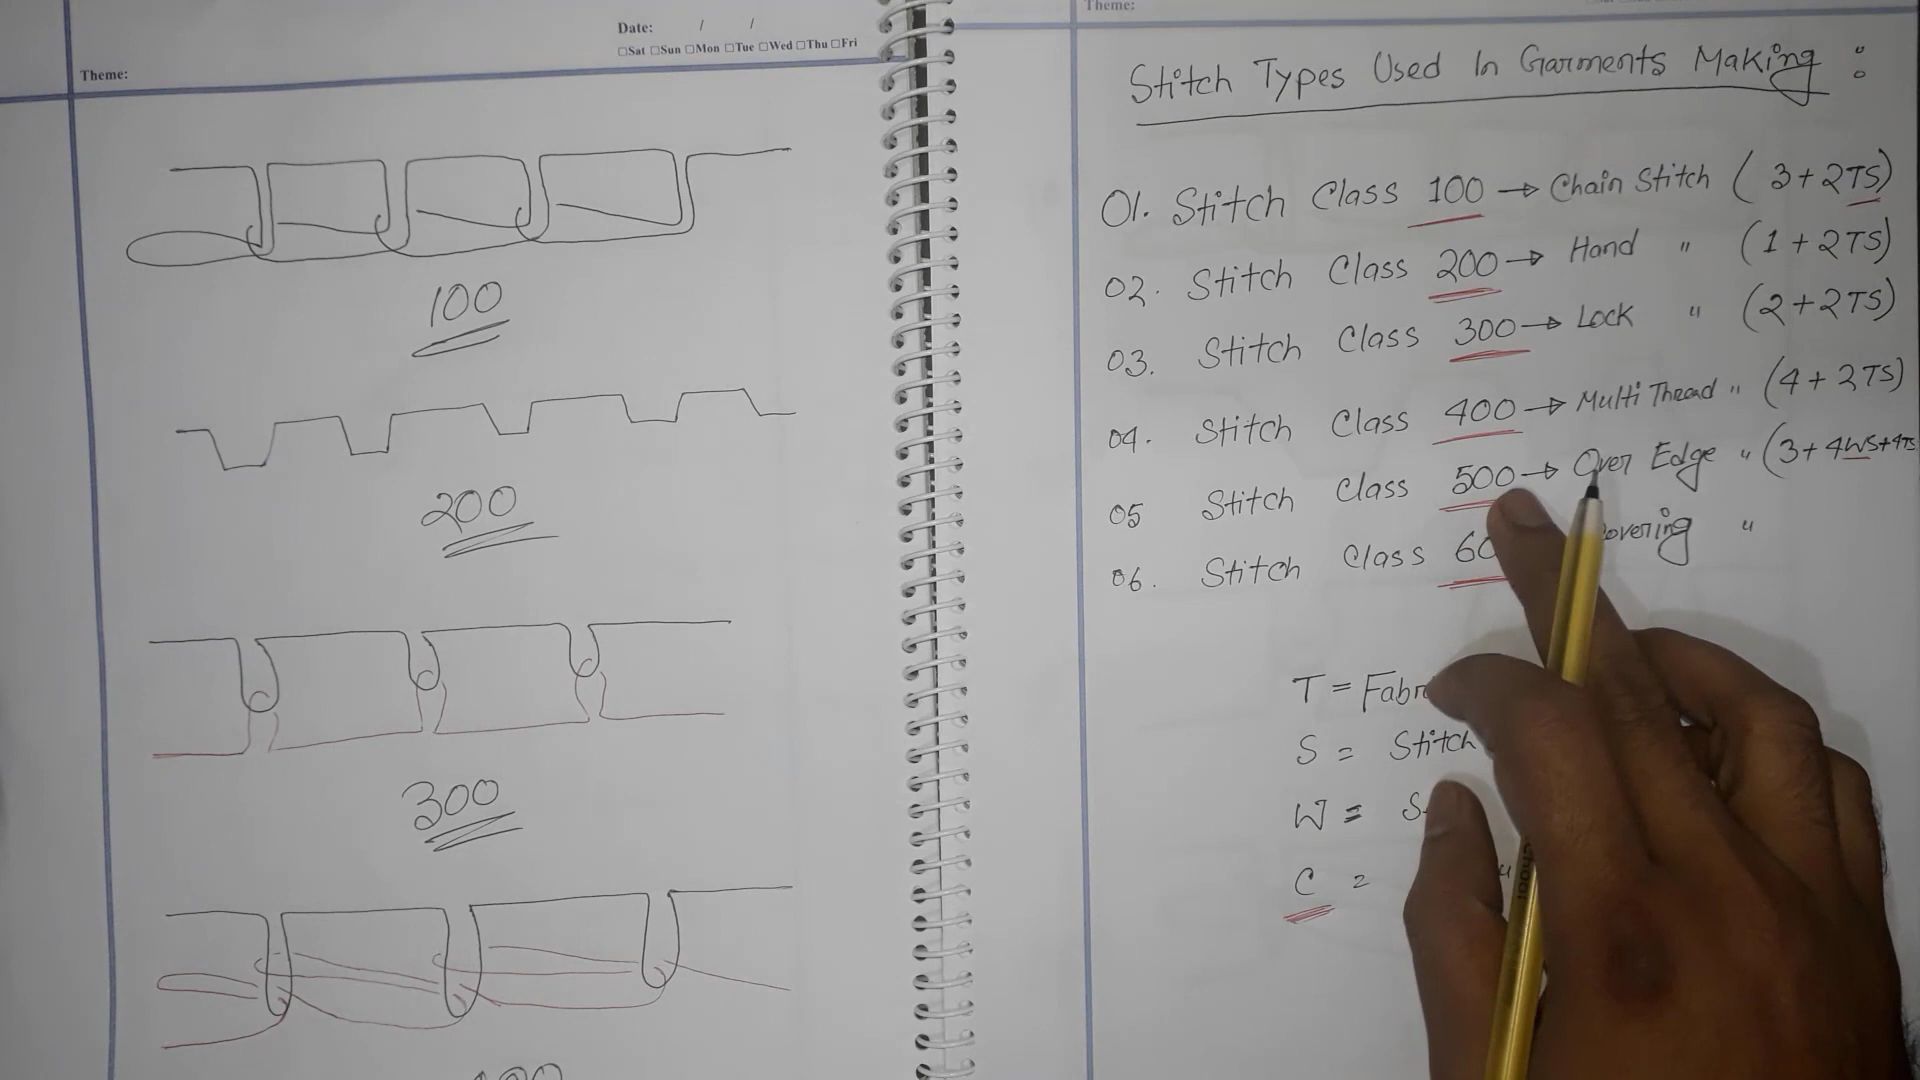 Date: / /
□Sat □Sun □Mon □Tue □Wed □Thu □Fri
Theme:
100
200
300
Theme:
Stitch Types Used In Garments Making :
01. Stitch Class 100 → Chain Stitch ( 3 + 2TS)
02. Stitch Class 200 → Hand " (1 + 2TS)
03. Stitch Class 300 → Lock " (2 + 2TS)
04. Stitch Class 400 → Multi Thread " (4 + 2TS)
05 Stitch Class 500 → Over Edge " (3 + 4WS+4TS
06. Stitch Class 60 overing "
T = Fabr
S = Stitch
W = S
C =